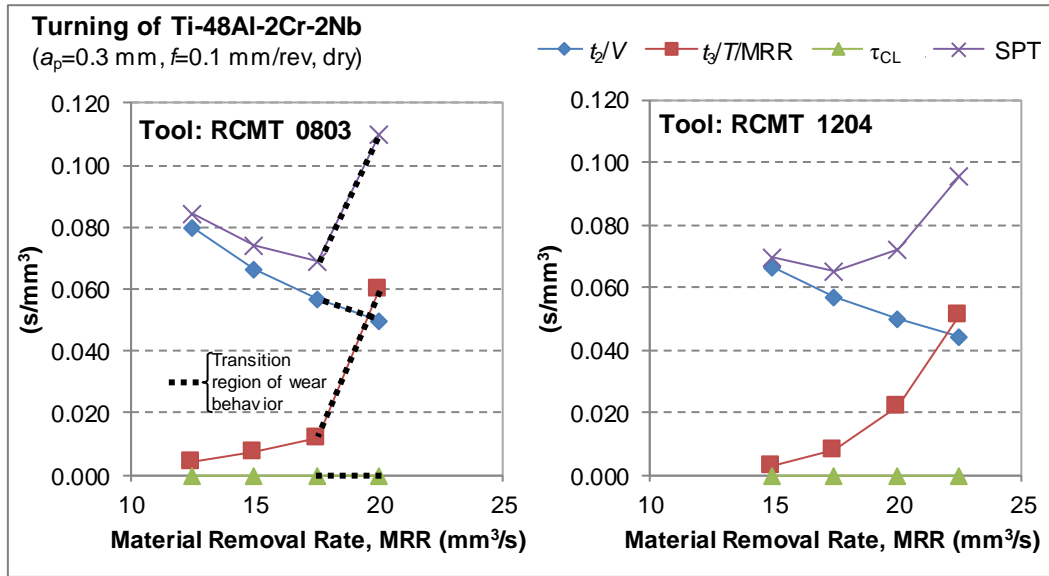 Turning of Ti-48Al-2Cr-2Nb
(aₚ=0.3 mm, f=0.1 mm/rev, dry)
t₂/V
t₃/T/MRR
τCL
SPT
Tool: RCMT 0803
0.120
0.100
0.080
0.060
0.040
0.020
0.000
(s/mm³)
Transition
region of wear
behavior
10
15
20
25
Material Removal Rate, MRR (mm³/s)
Tool: RCMT 1204
0.120
0.100
0.080
0.060
0.040
0.020
0.000
(s/mm³)
10
15
20
25
Material Removal Rate, MRR (mm³/s)